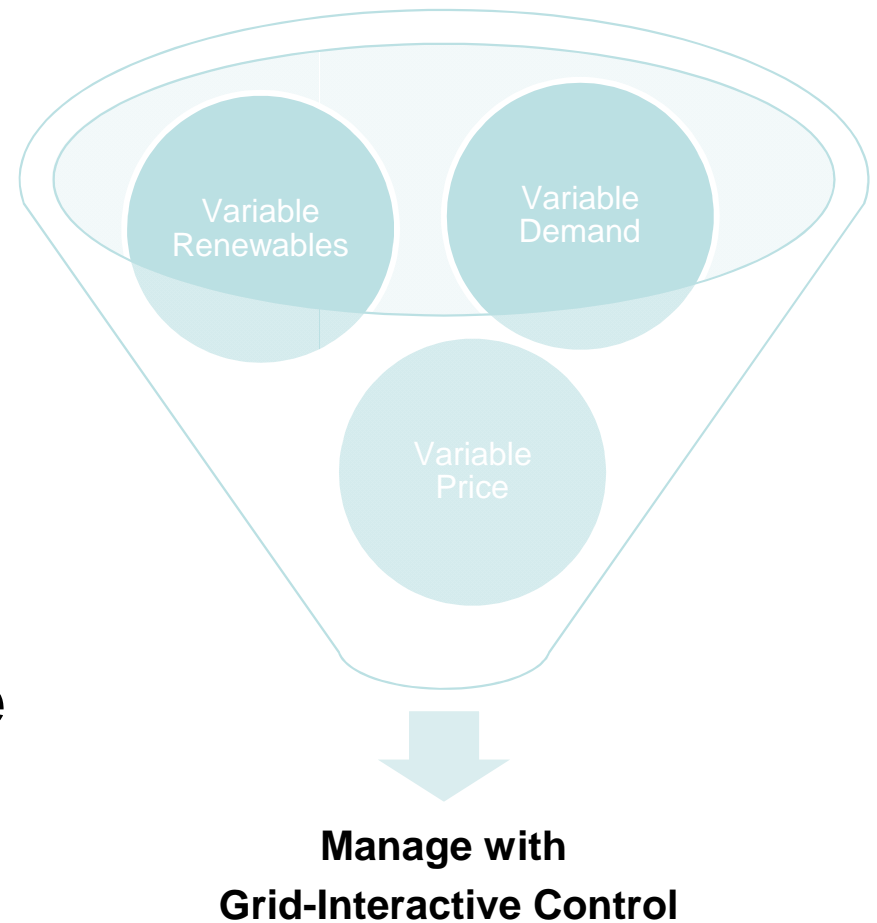 Variable
Renewables
Variable
Demand
Variable
Price
e
Manage with
Grid-Interactive Control